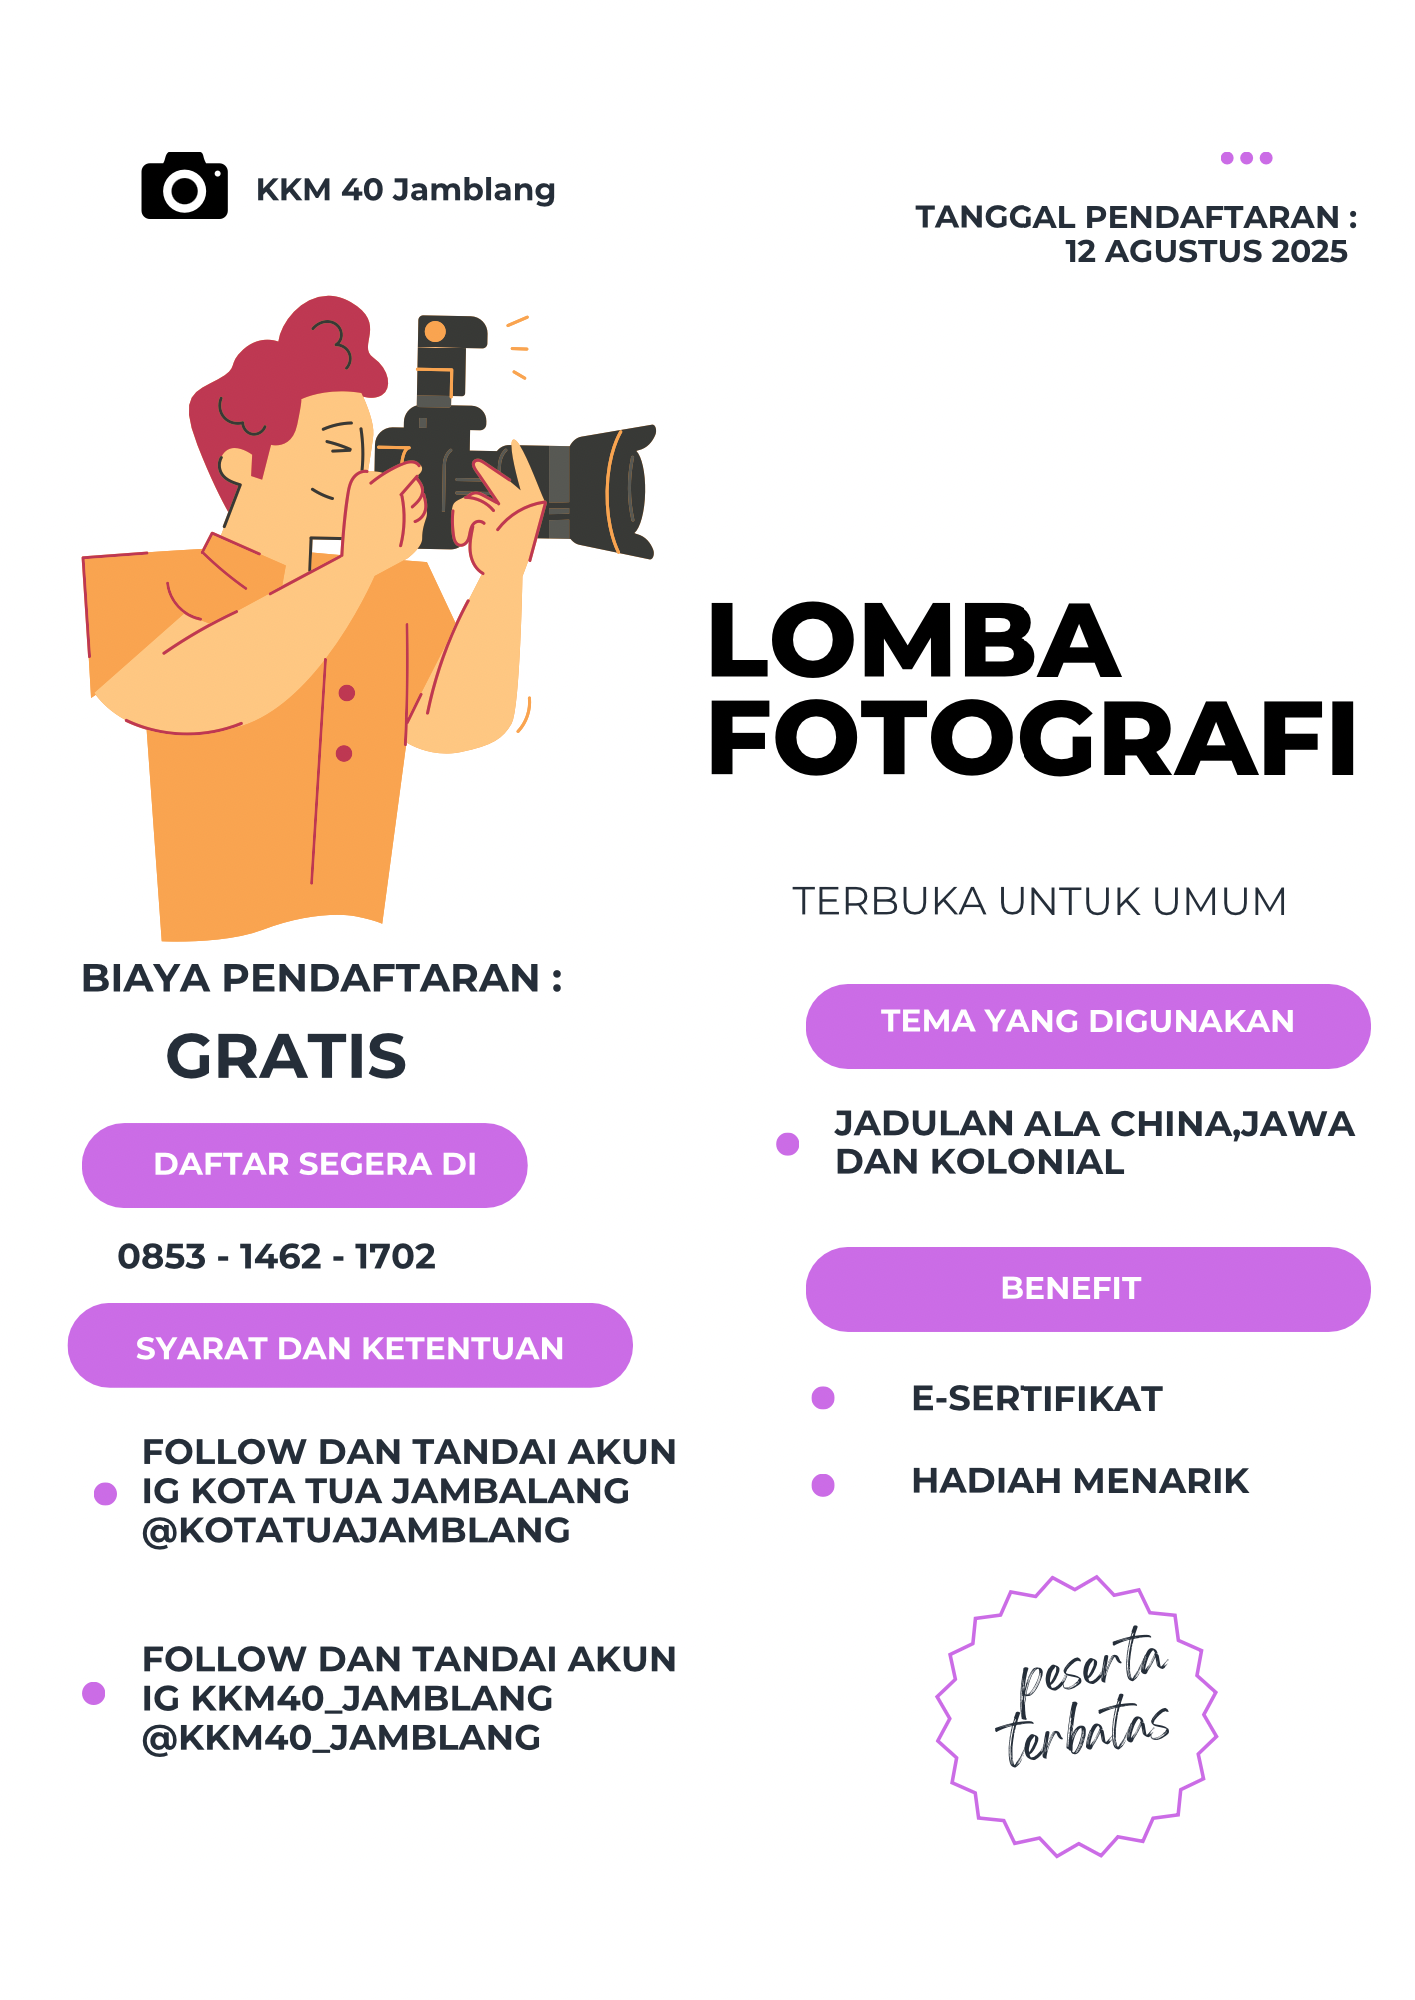 KKM 40 Jamblang
TANGGAL PENDAFTARAN :
12 AGUSTUS 2025
LOMBA
FOTOGRAFI
TERBUKA UNTUK UMUM
BIAYA PENDAFTARAN :
GRATIS
DAFTAR SEGERA DI
0853 - 1462 - 1702
SYARAT DAN KETENTUAN
FOLLOW DAN TANDAI AKUN
IG KOTA TUA JAMBALANG
@KOTATUAJAMBLANG
FOLLOW DAN TANDAI AKUN
IG KKM40_JAMBLANG
@KKM40_JAMBLANG
TEMA YANG DIGUNAKAN
JADULAN ALA CHINA,JAWA
DAN KOLONIAL
BENEFIT
E-SERTIFIKAT
HADIAH MENARIK
peserta
terbatas